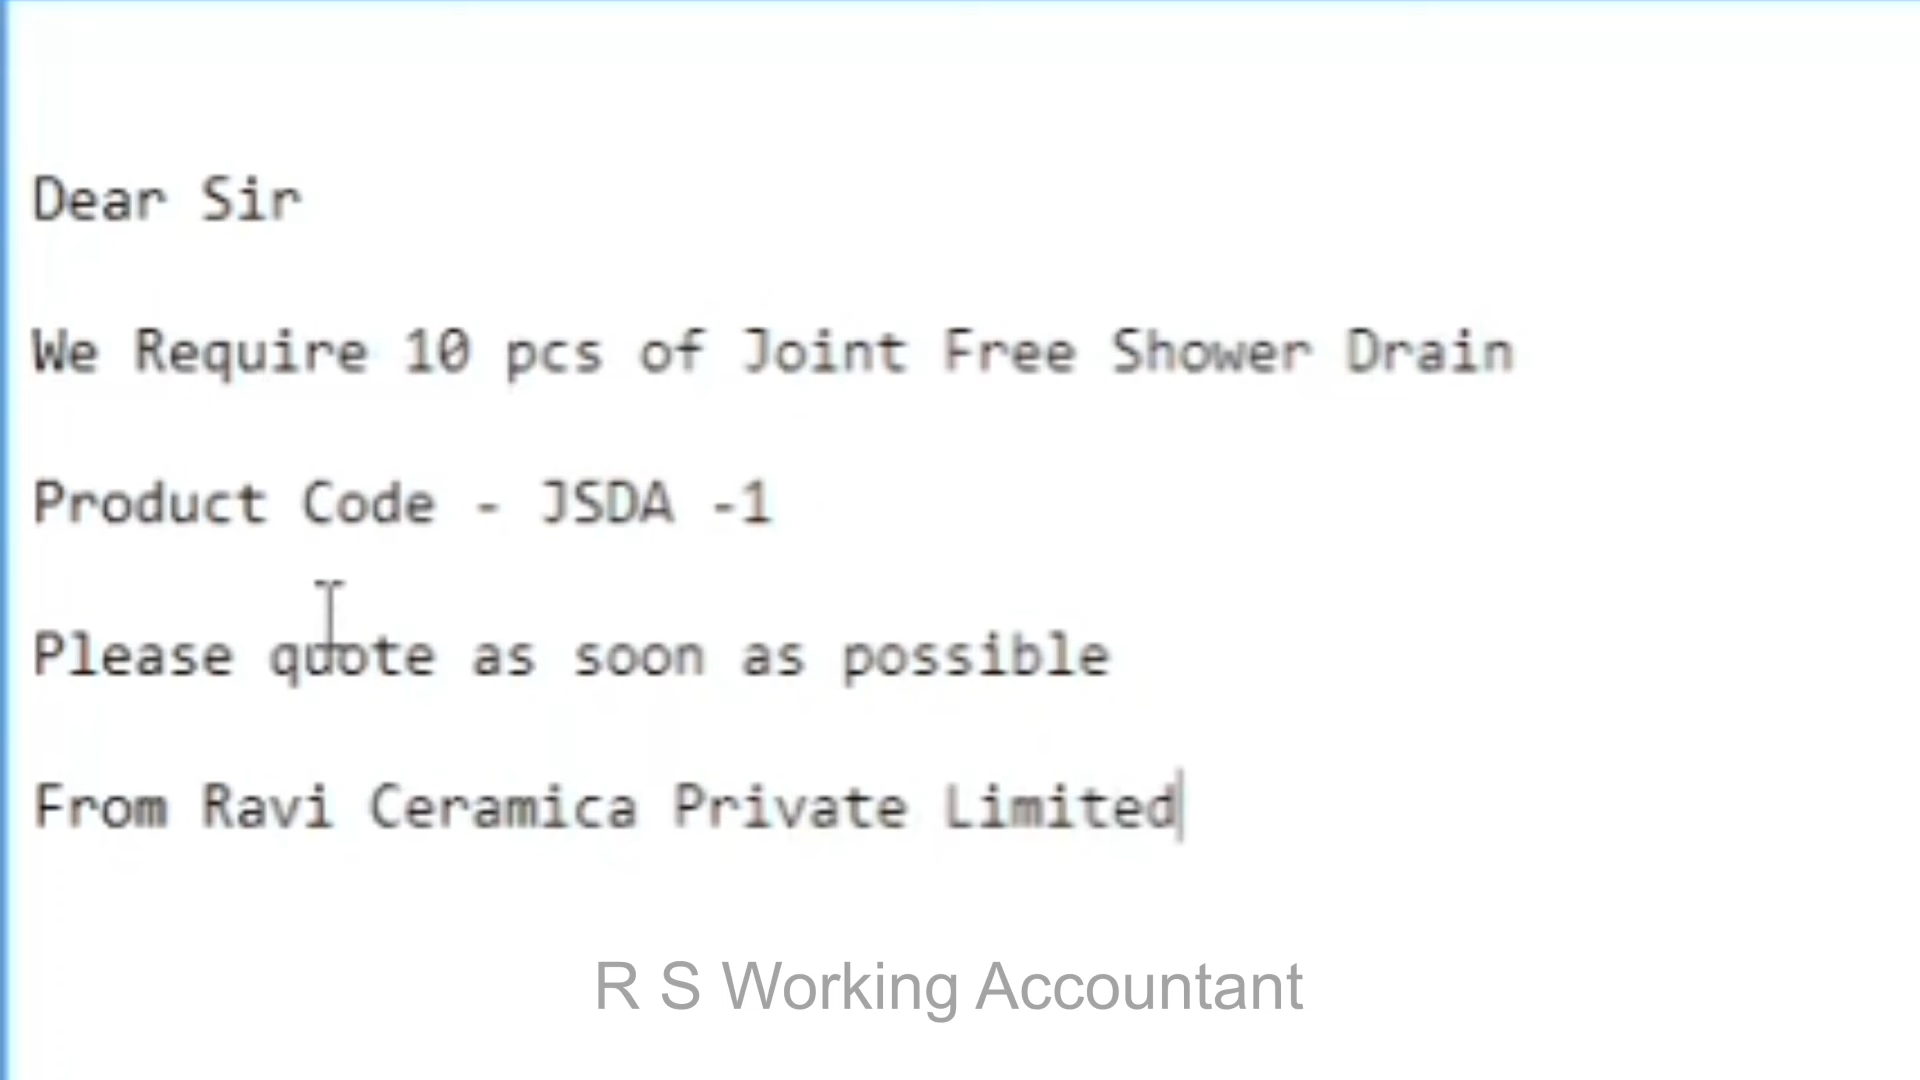 Dear Sir
We Require 10 pcs of Joint Free Shower Drain
Product Code - JSDA -1
Please quote as soon as possible
From Ravi Ceramica Private Limited
R S Working Accountant